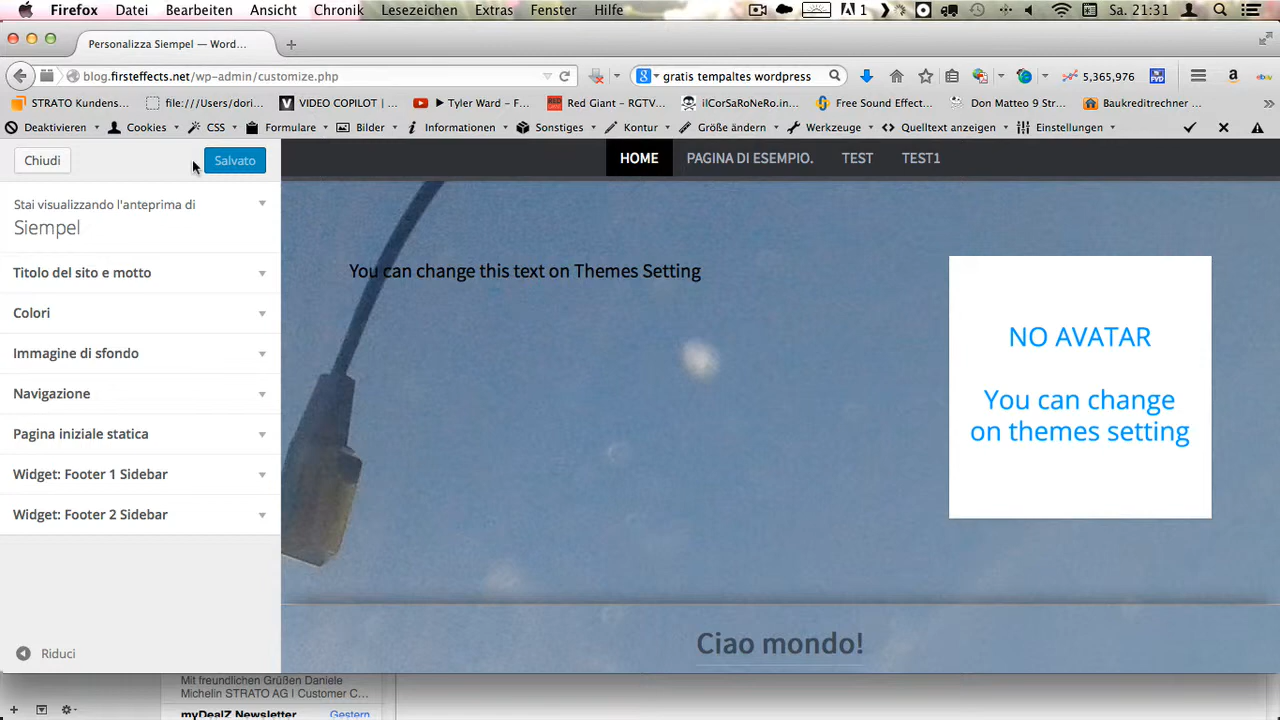 Firefox Datei Bearbeiten Ansicht Chronik Lesezeichen Extras Fenster Hilfe 1 Sa. 21:31
Personalizza Siempel — Word...
blog.firsteffects.net/wp-admin/customize.php gratis tempaltes wordpress 5,365,976
STRATO Kundens... file:///Users/dori... VIDEO COPILOT | ... Tyler Ward - F... Red Giant - RGTV... ilCorSaRoNeRo.in... Free Sound Effect... Don Matteo 9 Str... Baukreditrechner ...
Deaktivieren Cookies CSS Formulare Bilder Informationen Sonstiges Kontur Größe ändern Werkzeuge Quelltext anzeigen Einstellungen
Chiudi Salvato
HOME PAGINA DI ESEMPIO. TEST TEST1
Stai visualizzando l'anteprima di
Siempel
Titolo del sito e motto
Colori
Immagine di sfondo
Navigazione
Pagina iniziale statica
Widget: Footer 1 Sidebar
Widget: Footer 2 Sidebar
Riduci
You can change this text on Themes Setting
NO AVATAR
You can change
on themes setting
Ciao mondo!
Mit freundlichen Grüßen Daniele
Michelin STRATO AG | Customer C...
myDealZ Newsletter Gestern